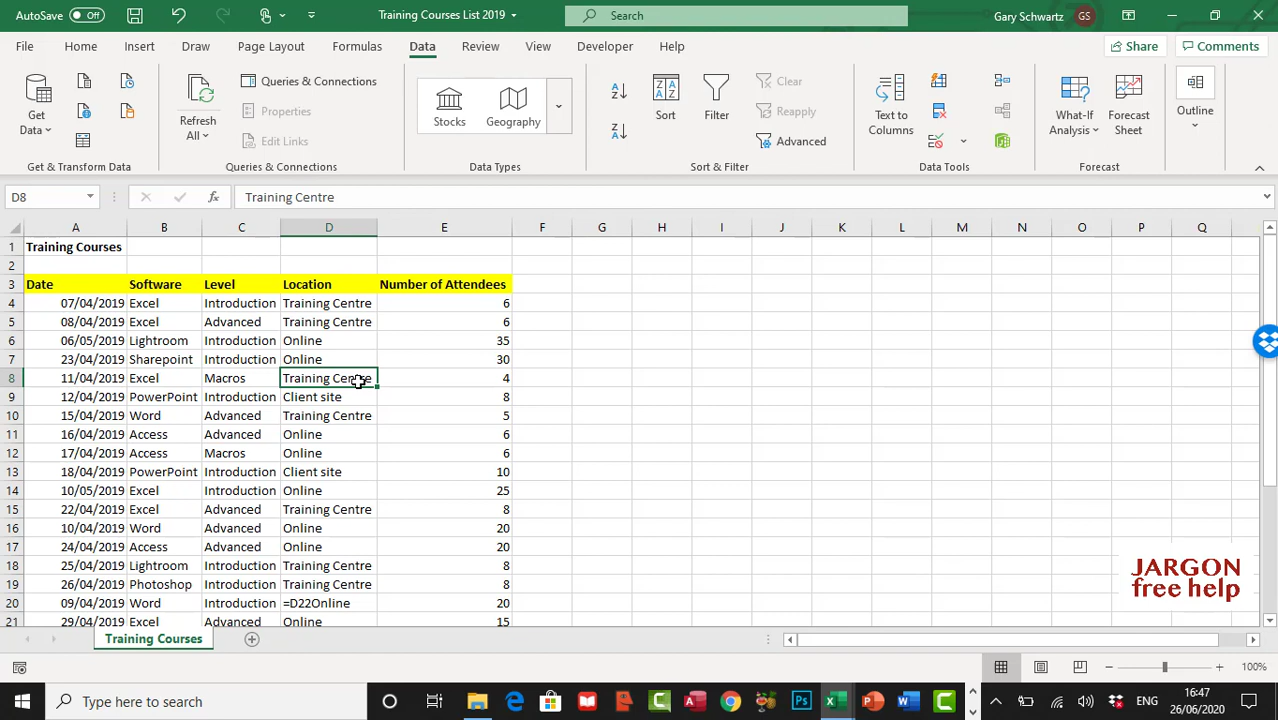 AutoSave Off Training Courses List 2019 Search Gary Schwartz GS
File Home Insert Draw Page Layout Formulas Data Review View Developer Help Share Comments
Get Data Refresh All Queries & Connections Properties Edit Links Stocks Geography Sort Filter Clear Reapply Advanced Text to Columns What-If Analysis Forecast Sheet Outline
Get & Transform Data Queries & Connections Data Types Sort & Filter Data Tools Forecast
D8 fx Training Centre
A B C D E F G H I J K L M N O P Q
1 Training Courses
2
3 Date Software Level Location Number of Attendees
4 07/04/2019 Excel Introduction Training Centre 6
5 08/04/2019 Excel Advanced Training Centre 6
6 06/05/2019 Lightroom Introduction Online 35
7 23/04/2019 Sharepoint Introduction Online 30
8 11/04/2019 Excel Macros Training Centre 4
9 12/04/2019 PowerPoint Introduction Client site 8
10 15/04/2019 Word Advanced Training Centre 5
11 16/04/2019 Access Advanced Online 6
12 17/04/2019 Access Macros Online 6
13 18/04/2019 PowerPoint Introduction Client site 10
14 10/05/2019 Excel Introduction Online 25
15 22/04/2019 Excel Advanced Training Centre 8
16 10/04/2019 Word Advanced Online 20
17 24/04/2019 Access Advanced Online 20
18 25/04/2019 Lightroom Introduction Training Centre 8
19 26/04/2019 Photoshop Introduction Training Centre 8
20 09/04/2019 Word Introduction =D22Online 20
21 29/04/2019 Excel Advanced Online 15
JARGON
free help
Training Courses
100%
Type here to search ENG 16:47
26/06/2020